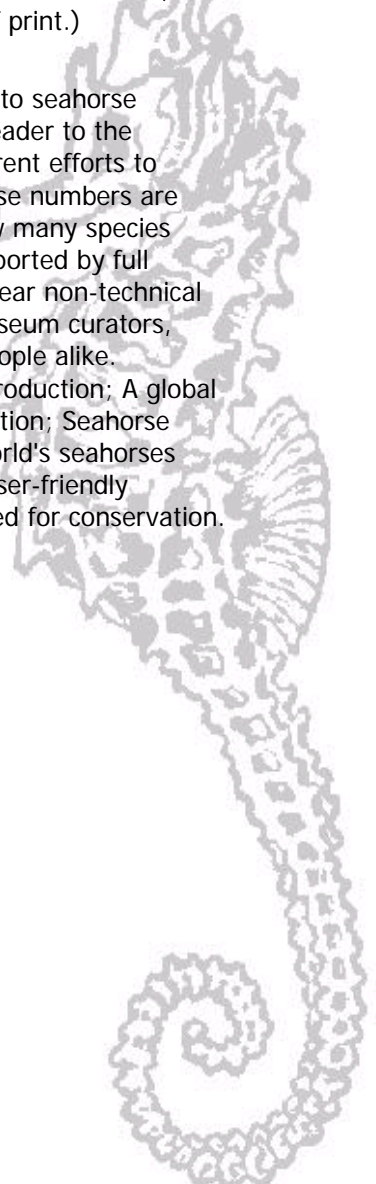 print.)
to seahorse
eader to the
rent efforts to
se numbers are
many species
ported by full
ear non-technical
seum curators,
ople alike.
roduction; A global
tion; Seahorse
rld's seahorses
ser-friendly
ed for conservation.